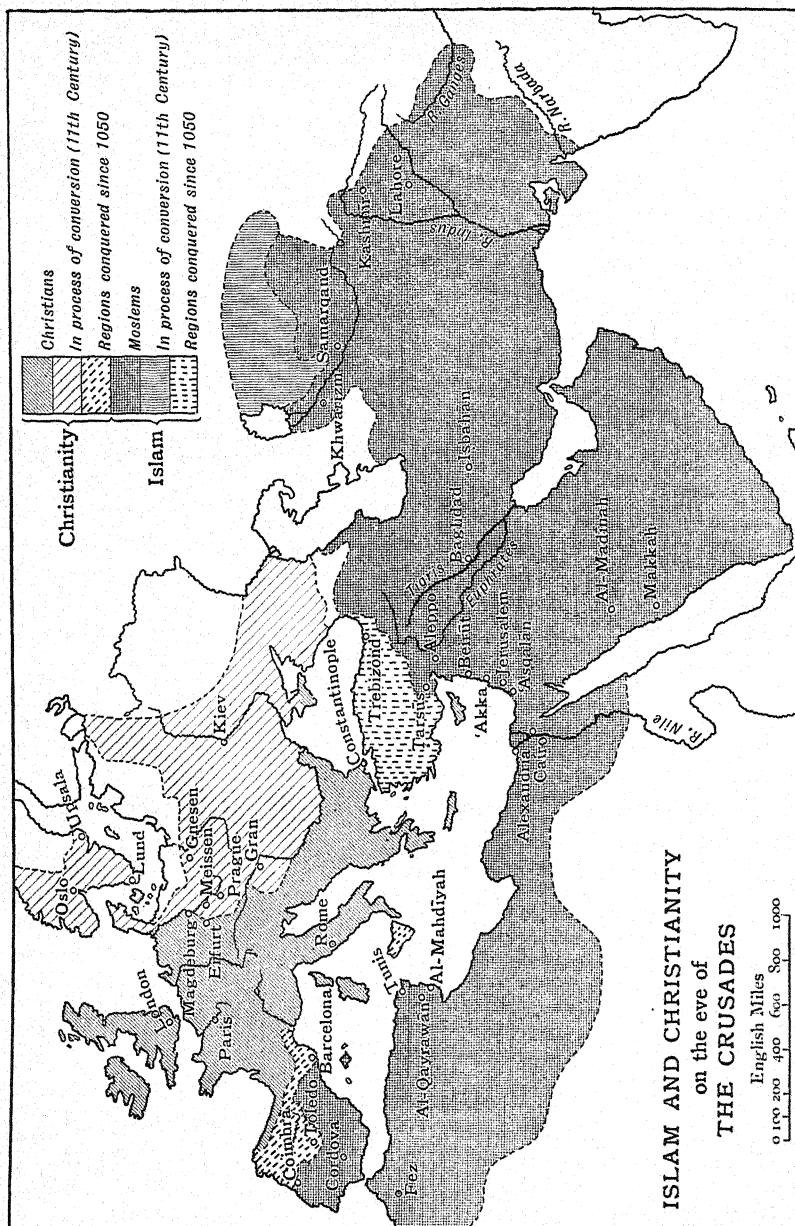 Christianity
Islam
Christians
In process of conversion (11th Century)
Regions conquered since 1050
Moslems
In process of conversion (11th Century)
Regions conquered since 1050
Oslo
Upsala
Lund
London
Magdeburg
Erfurt
Gnesen
Meissen
Prague
Gran
Kiev
Paris
Rome
Constantinople
Trebizond
Tarsus
Coimbra
Toledo
Cordova
Barcelona
Tunis
Al-Mahdīyah
Al-Qayrawan
Fez
Khwarizm
Samarqand
Kashmir
Lahore
R. Ganges
R. Indus
R. Narbada
Isbahan
Baghdad
Tigris
Euphrates
Aleppo
Beirūt
Jerusalem
Asqalan
'Akka
Alexandria
Cairo
R. Nile
Al-Madinah
Makkah
ISLAM AND CHRISTIANITY
on the eve of
THE CRUSADES
English Miles
0 100 200 400 600 800 1000